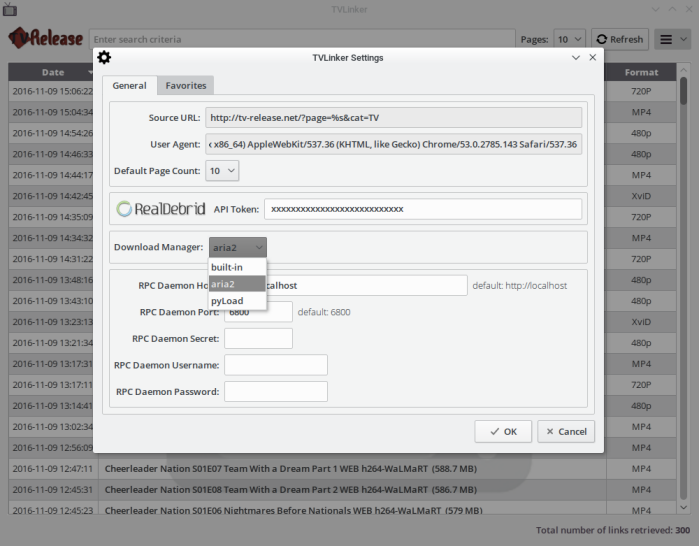 TVLinker
TVRelease Enter search criteria Pages: 10 Refresh
Date Format
2016-11-09 15:06:22 720P
2016-11-09 15:04:34 MP4
2016-11-09 14:54:26 480p
2016-11-09 14:44:22 480p
2016-11-09 14:44:17 MP4
2016-11-09 14:42:45 XviD
2016-11-09 14:35:09 720P
2016-11-09 14:34:32 MP4
2016-11-09 14:31:22 720P
2016-11-09 13:48:16 480p
2016-11-09 13:43:10 480p
2016-11-09 13:23:13 XviD
2016-11-09 13:21:34 480p
2016-11-09 13:17:31 MP4
2016-11-09 13:17:11 720P
2016-11-09 13:14:41 480p
2016-11-09 13:02:34 MP4
2016-11-09 12:56:09 MP4
2016-11-09 12:47:11 Cheerleader Nation S01E07 Team With a Dream Part 1 WEB h264-WaLMaRT (588.7 MB) MP4
2016-11-09 12:45:31 Cheerleader Nation S01E08 Team With a Dream Part 2 WEB h264-WaLMaRT (586.7 MB) MP4
2016-11-09 12:45:23 Cheerleader Nation S01E06 Nightmares Before Nationals WEB h264-WaLMaRT (579 MB) MP4
Total number of links retrieved: 300
TVLinker Settings
General Favorites
Source URL: http://tv-release.net/?page=%s&cat=TV
User Agent: x86_64) AppleWebKit/537.36 (KHTML, like Gecko) Chrome/53.0.2785.143 Safari/537.36
Default Page Count: 10
RealDebrid API Token: xxxxxxxxxxxxxxxxxxxxxxxxxxx
Download Manager: aria2
built-in
aria2
pyLoad
RPC Daemon Ho calhost default: http://localhost
RPC Daemon Port: 6800 default: 6800
RPC Daemon Secret:
RPC Daemon Username:
RPC Daemon Password:
OK Cancel